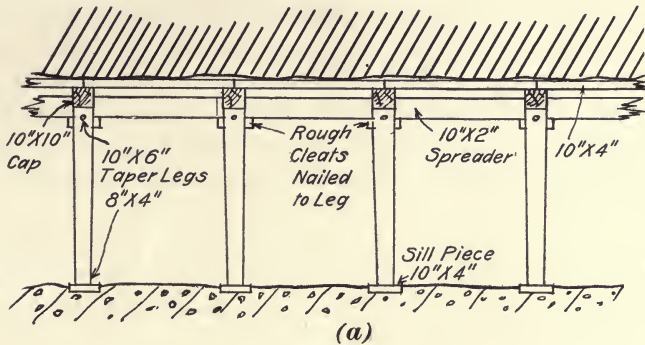 10"X10"
Cap
10"X6"
Taper Legs
8"X4"
Rough
Cleats
Nailed
to Leg
10"X2"
Spreader
10"X4"
Sill Piece
10"X4"
(a)